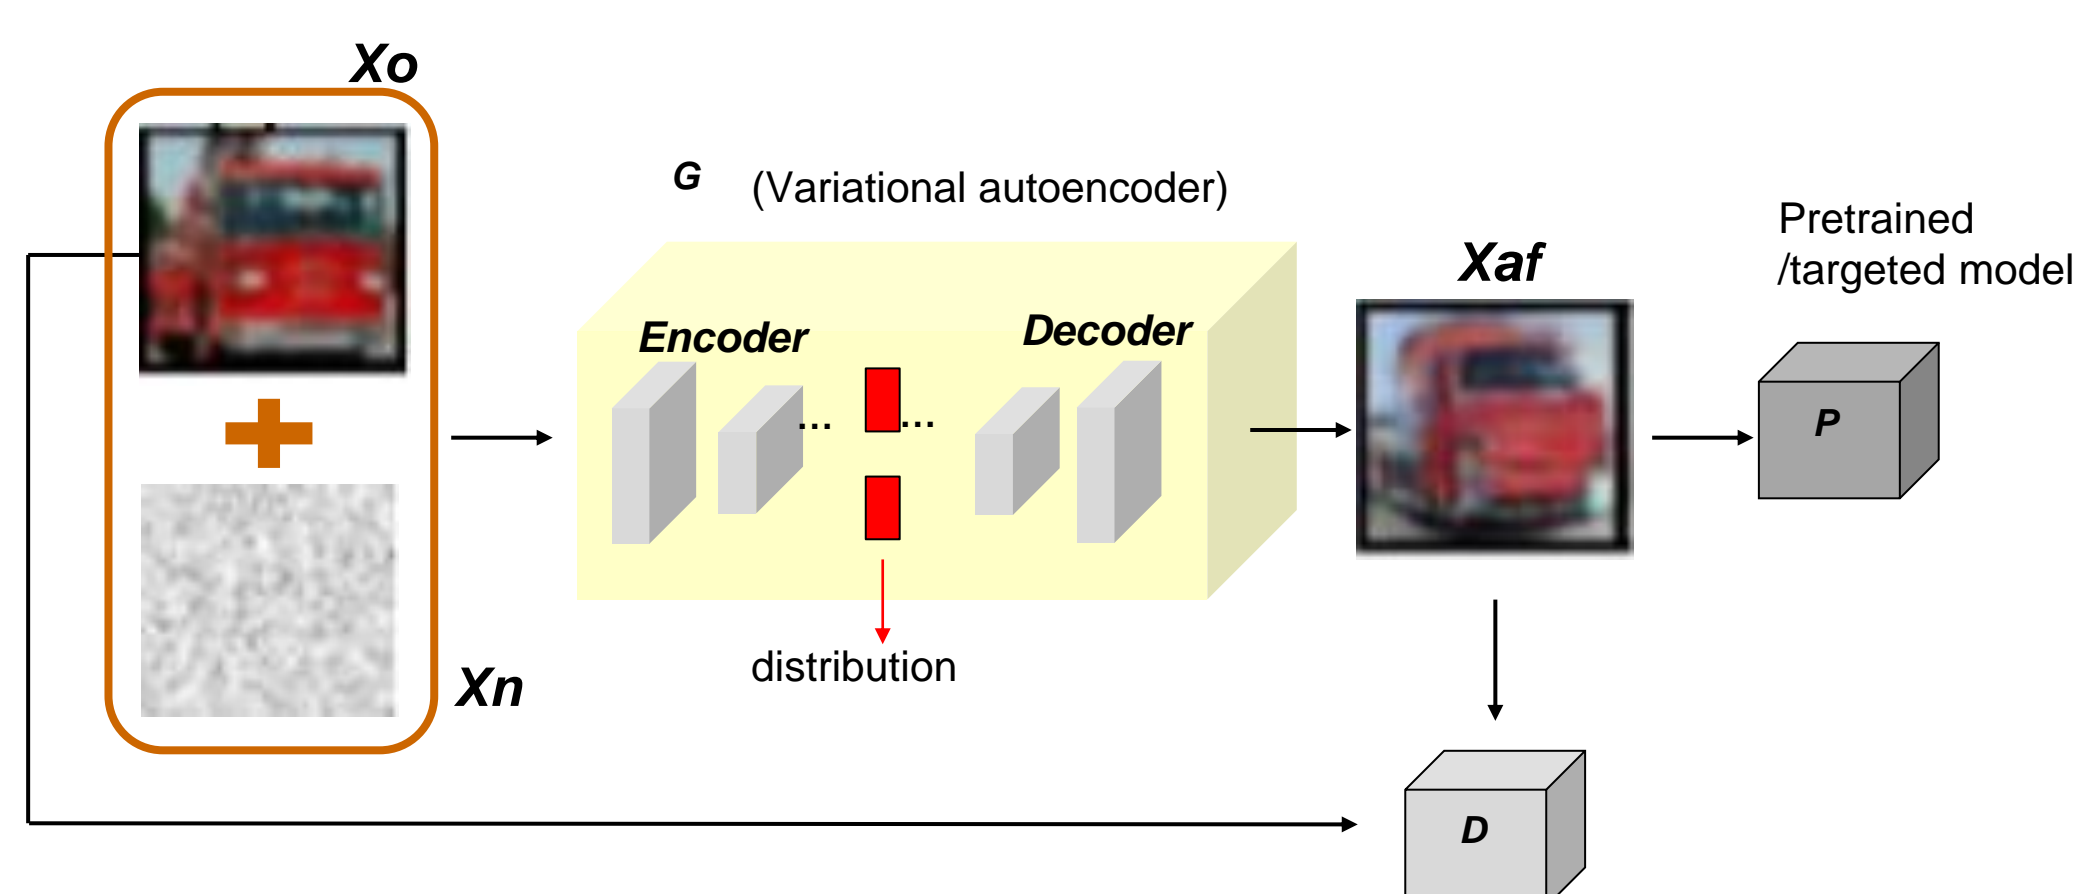 Xo
G (Variational autoencoder)
Pretrained
/targeted model
Xaf
Encoder
Decoder
... ...
P
distribution
Xn
D